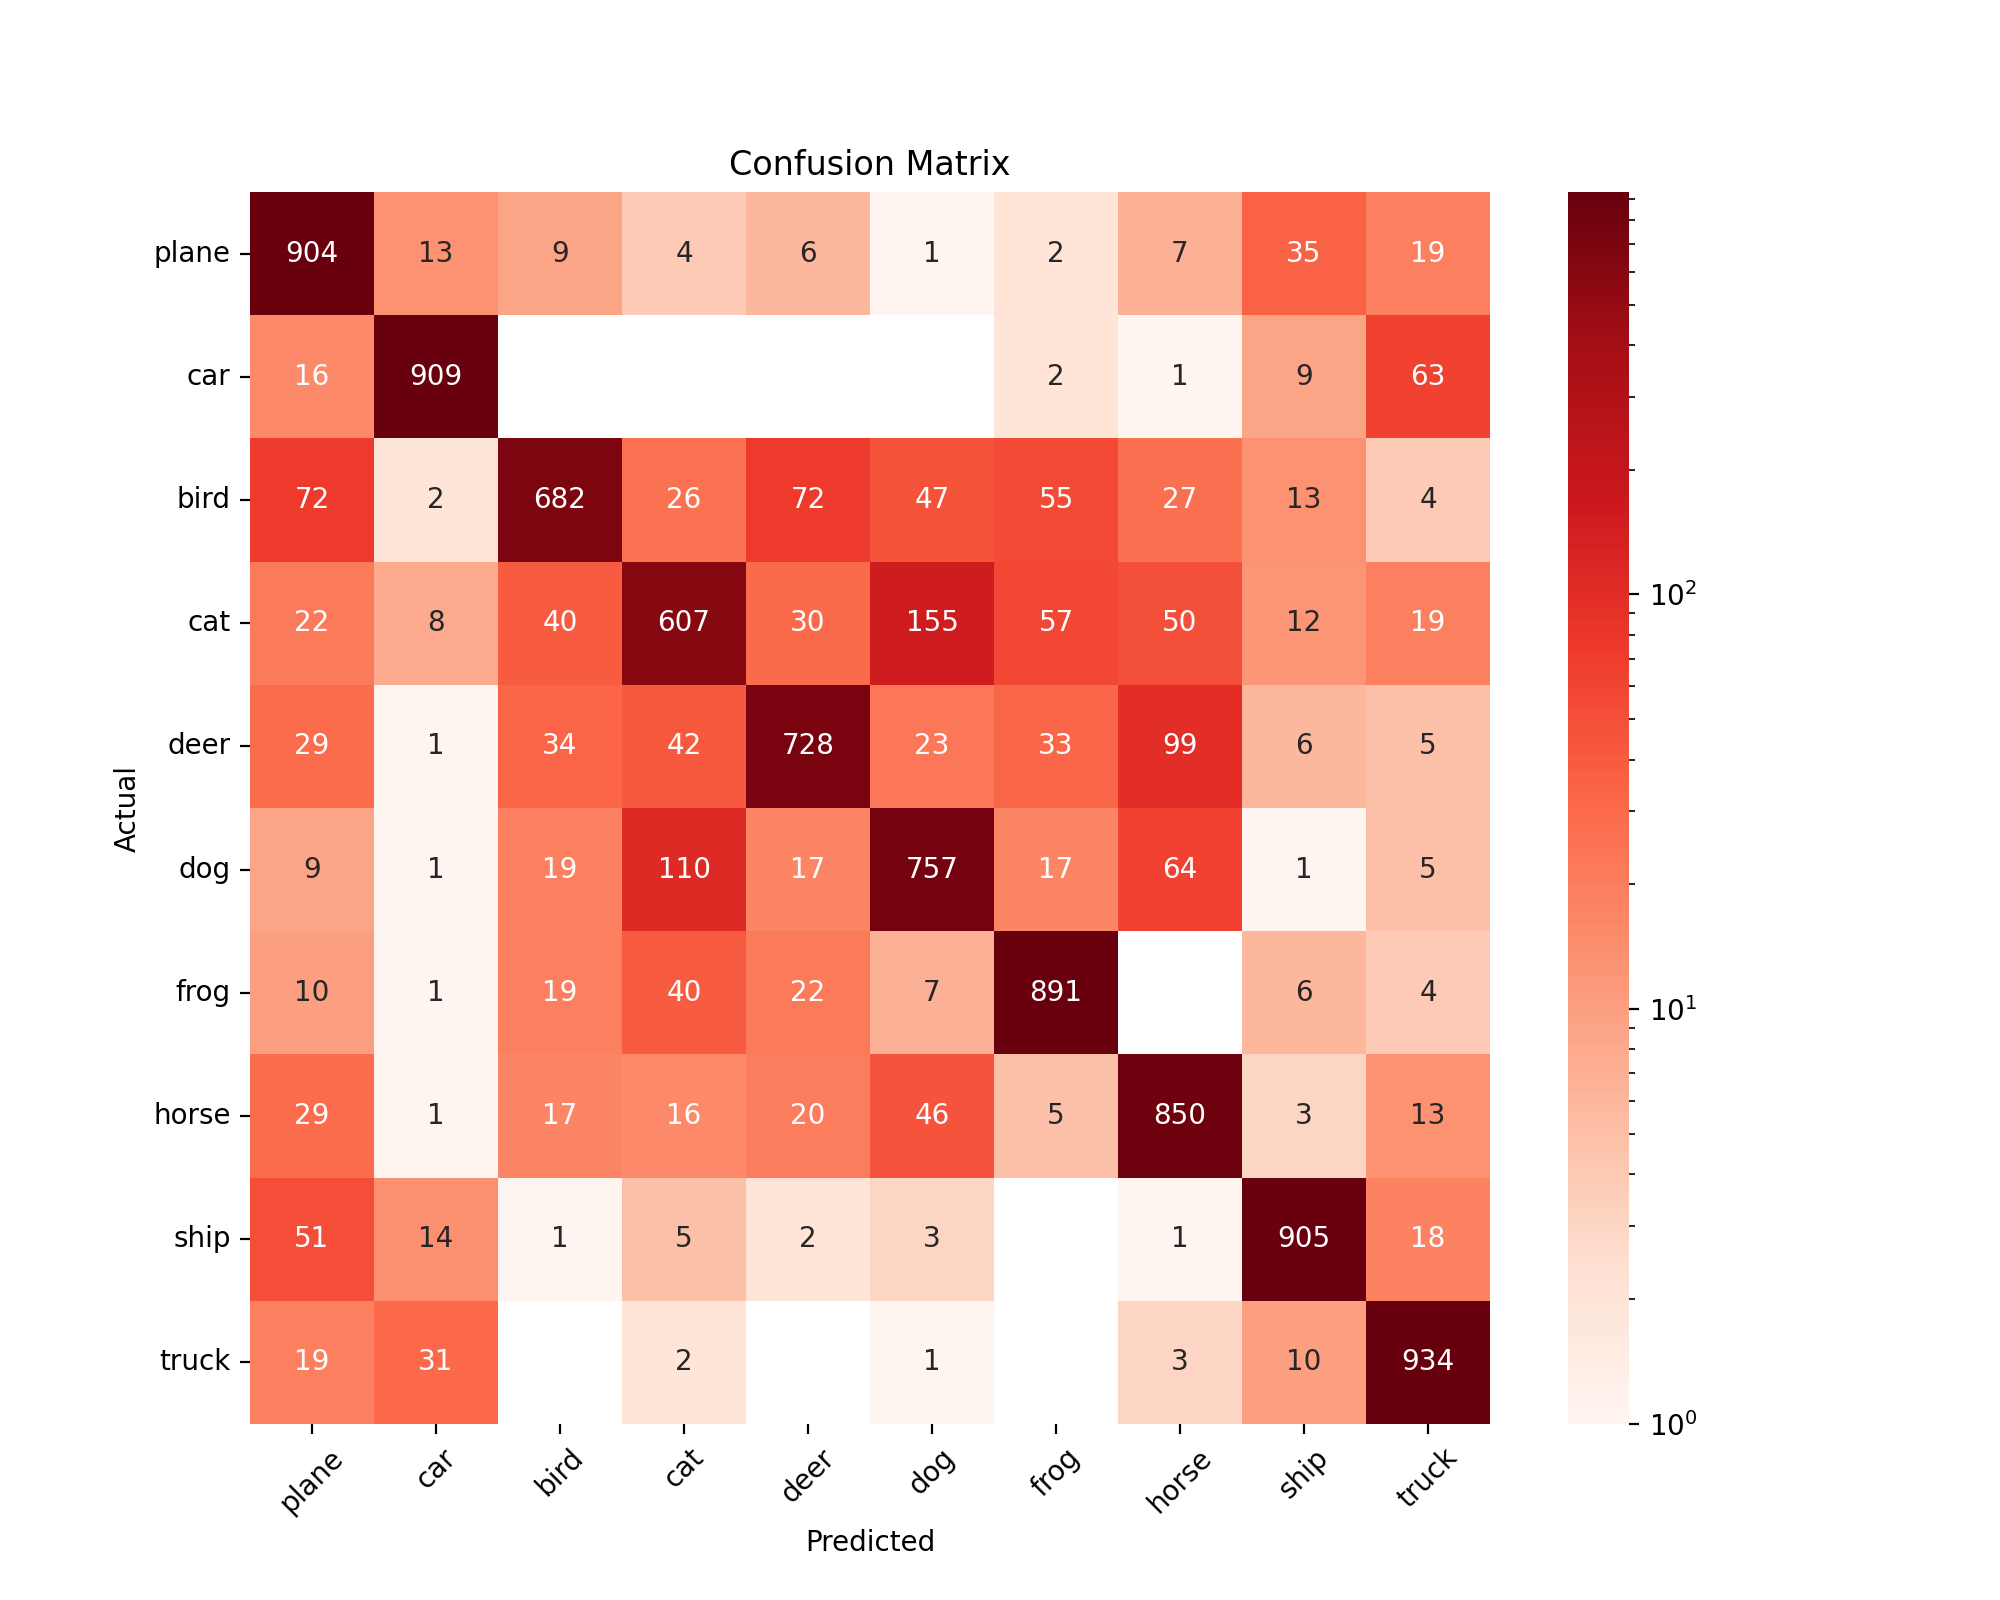 Confusion Matrix
plane 904 13 9 4 6 1 2 7 35 19
car 16 909 2 1 9 63
bird 72 2 682 26 72 47 55 27 13 4
cat 22 8 40 607 30 155 57 50 12 19
deer 29 1 34 42 728 23 33 99 6 5
dog 9 1 19 110 17 757 17 64 1 5
frog 10 1 19 40 22 7 891 6 4
horse 29 1 17 16 20 46 5 850 3 13
ship 51 14 1 5 2 3 1 905 18
truck 19 31 2 1 3 10 934
Actual
plane car bird cat deer dog frog horse ship truck
Predicted
10²
10¹
10⁰